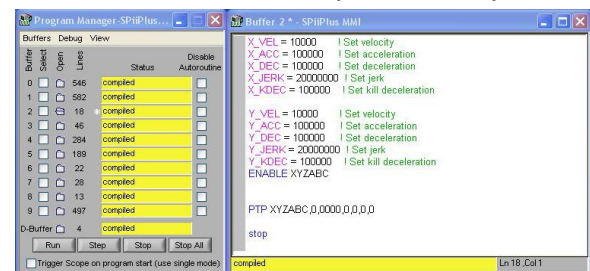 Program Manager-SPiiPlus...
Buffers Debug View
Buffer Select Open Lines Status Disable Autoroutine
0 546 compiled
1 582 compiled
2 18 compiled
3 46 compiled
4 284 compiled
5 189 compiled
6 22 compiled
7 28 compiled
8 13 compiled
9 497 compiled
D-Buffer 4 compiled
Run Step Stop Stop All
Trigger Scope on program start (use single mode)
Buffer 2 * - SPiiPlus MMI
X_VEL = 10000 ! Set velocity
X_ACC = 100000 ! Set acceleration
X_DEC = 100000 ! Set deceleration
X_JERK = 20000000 ! Set jerk
X_KDEC = 100000 ! Set kill deceleration
Y_VEL = 10000 ! Set velocity
Y_ACC = 100000 ! Set acceleration
Y_DEC = 100000 ! Set deceleration
Y_JERK = 20000000 ! Set jerk
Y_KDEC = 100000 ! Set kill deceleration
ENABLE XYZABC
PTP XYZABC,0,0000,0,0,0,0
stop
compiled Ln 18 ,Col 1